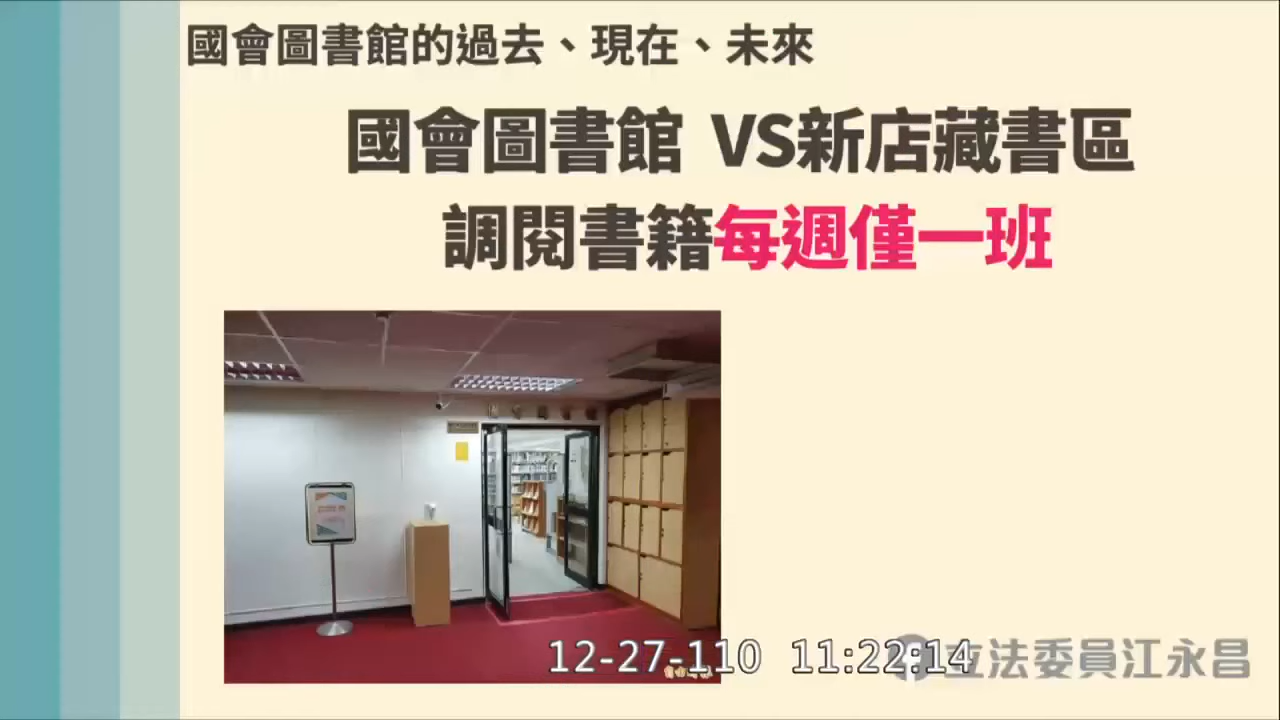 國會圖書館的過去、現在、未來
國會圖書館 VS新店藏書區
調閱書籍每週僅一班
12-27-110 11:22:14
立法委員江永昌